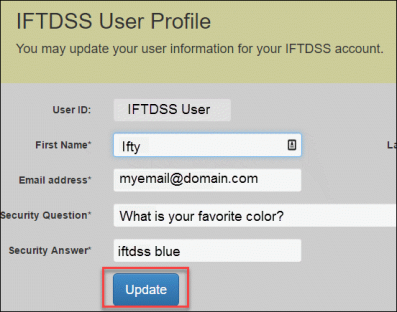 IFTDSS User Profile
You may update your user information for your IFTDSS account.
User ID: IFTDSS User
First Name* Ifty La
Email address* myemail@domain.com
Security Question* What is your favorite color?
Security Answer* iftdss blue
Update